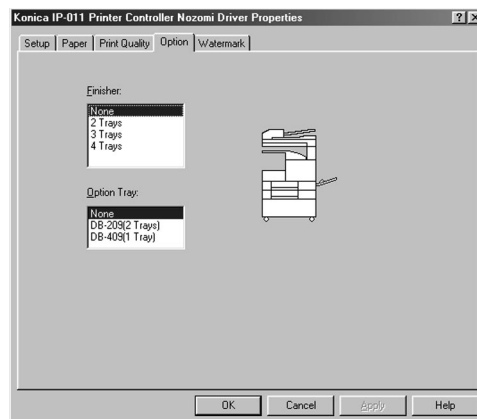 Konica IP-011 Printer Controller Nozomi Driver Properties
Setup Paper Print Quality Option Watermark
Finisher:
None
2 Trays
3 Trays
4 Trays
Option Tray:
None
DB-209(2 Trays)
DB-409(1 Tray)
OK Cancel Apply Help